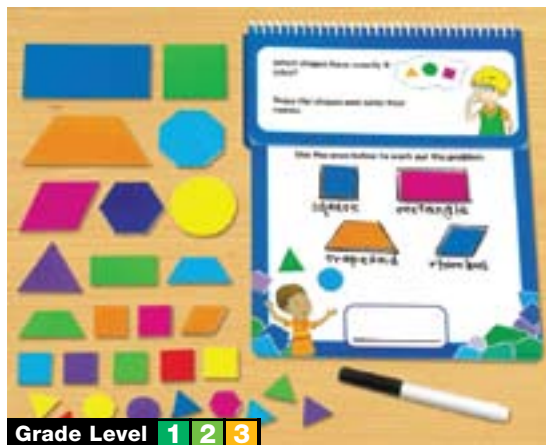 Which shapes have exactly 4
sides?
Trace the shapes and write their
names.
Use the area below to work out the problem.
square rectangle
trapezoid rhombus
Grade Level 1 2 3